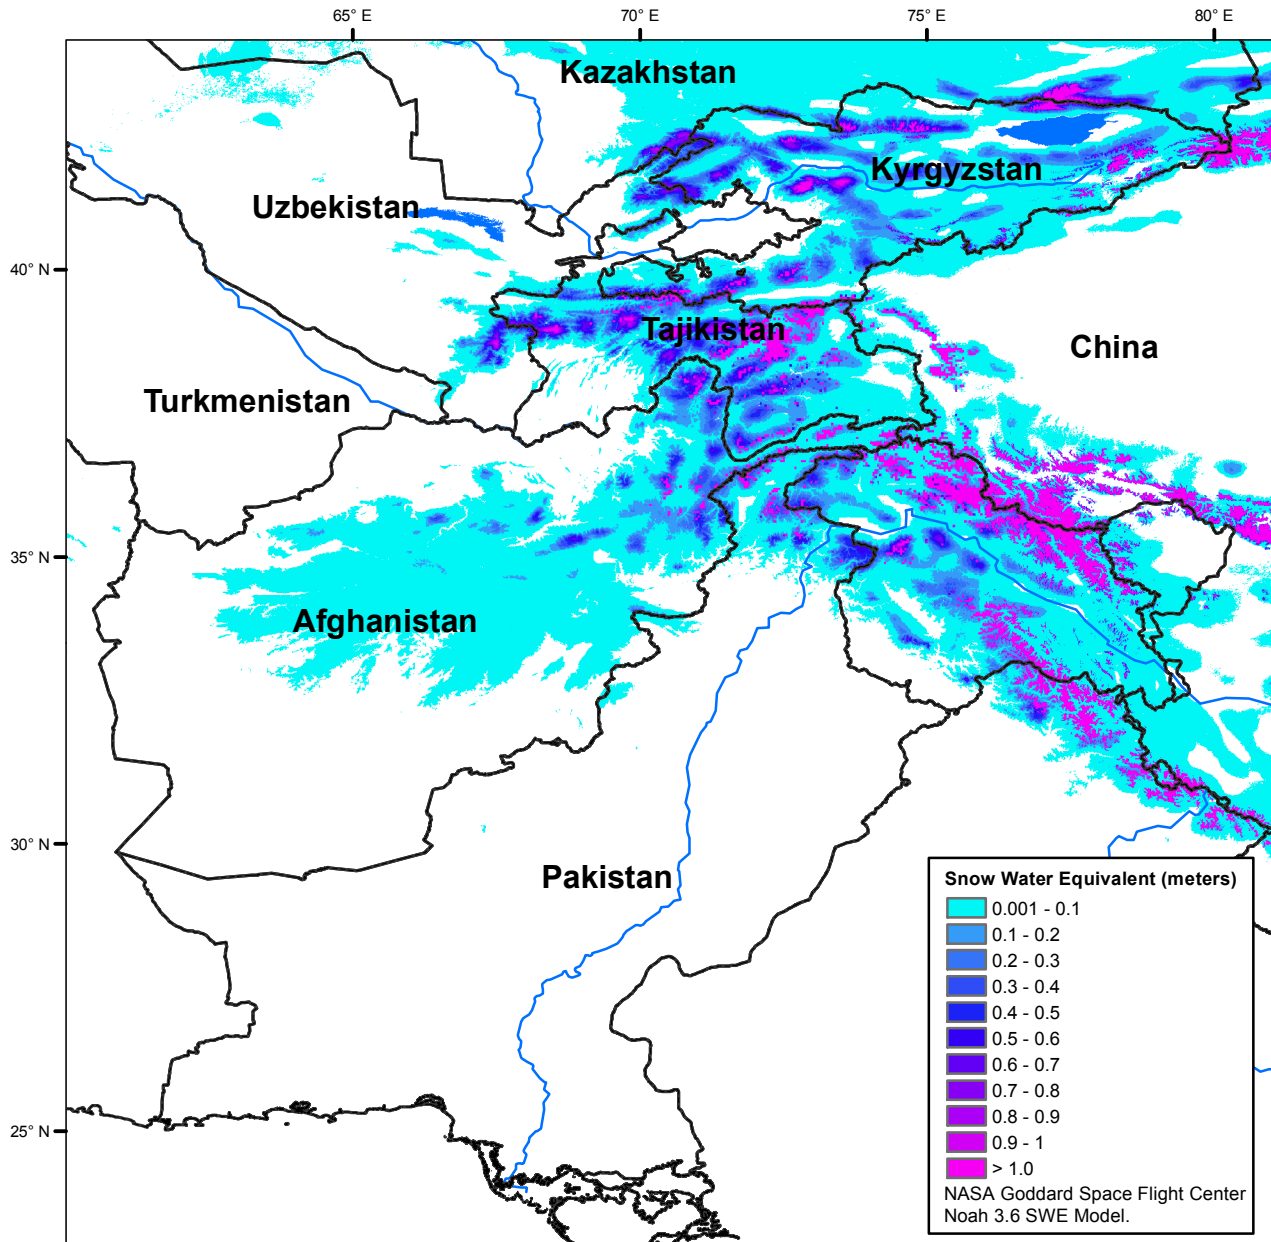 65° E
70° E
75° E
80° E
Kazakhstan
Kyrgyzstan
Uzbekistan
40° N
Tajikistan
China
Turkmenistan
35° N
Afghanistan
30° N
Pakistan
25° N
Snow Water Equivalent (meters)
0.001 - 0.1
0.1 - 0.2
0.2 - 0.3
0.3 - 0.4
0.4 - 0.5
0.5 - 0.6
0.6 - 0.7
0.7 - 0.8
0.8 - 0.9
0.9 - 1
> 1.0
NASA Goddard Space Flight Center
Noah 3.6 SWE Model.